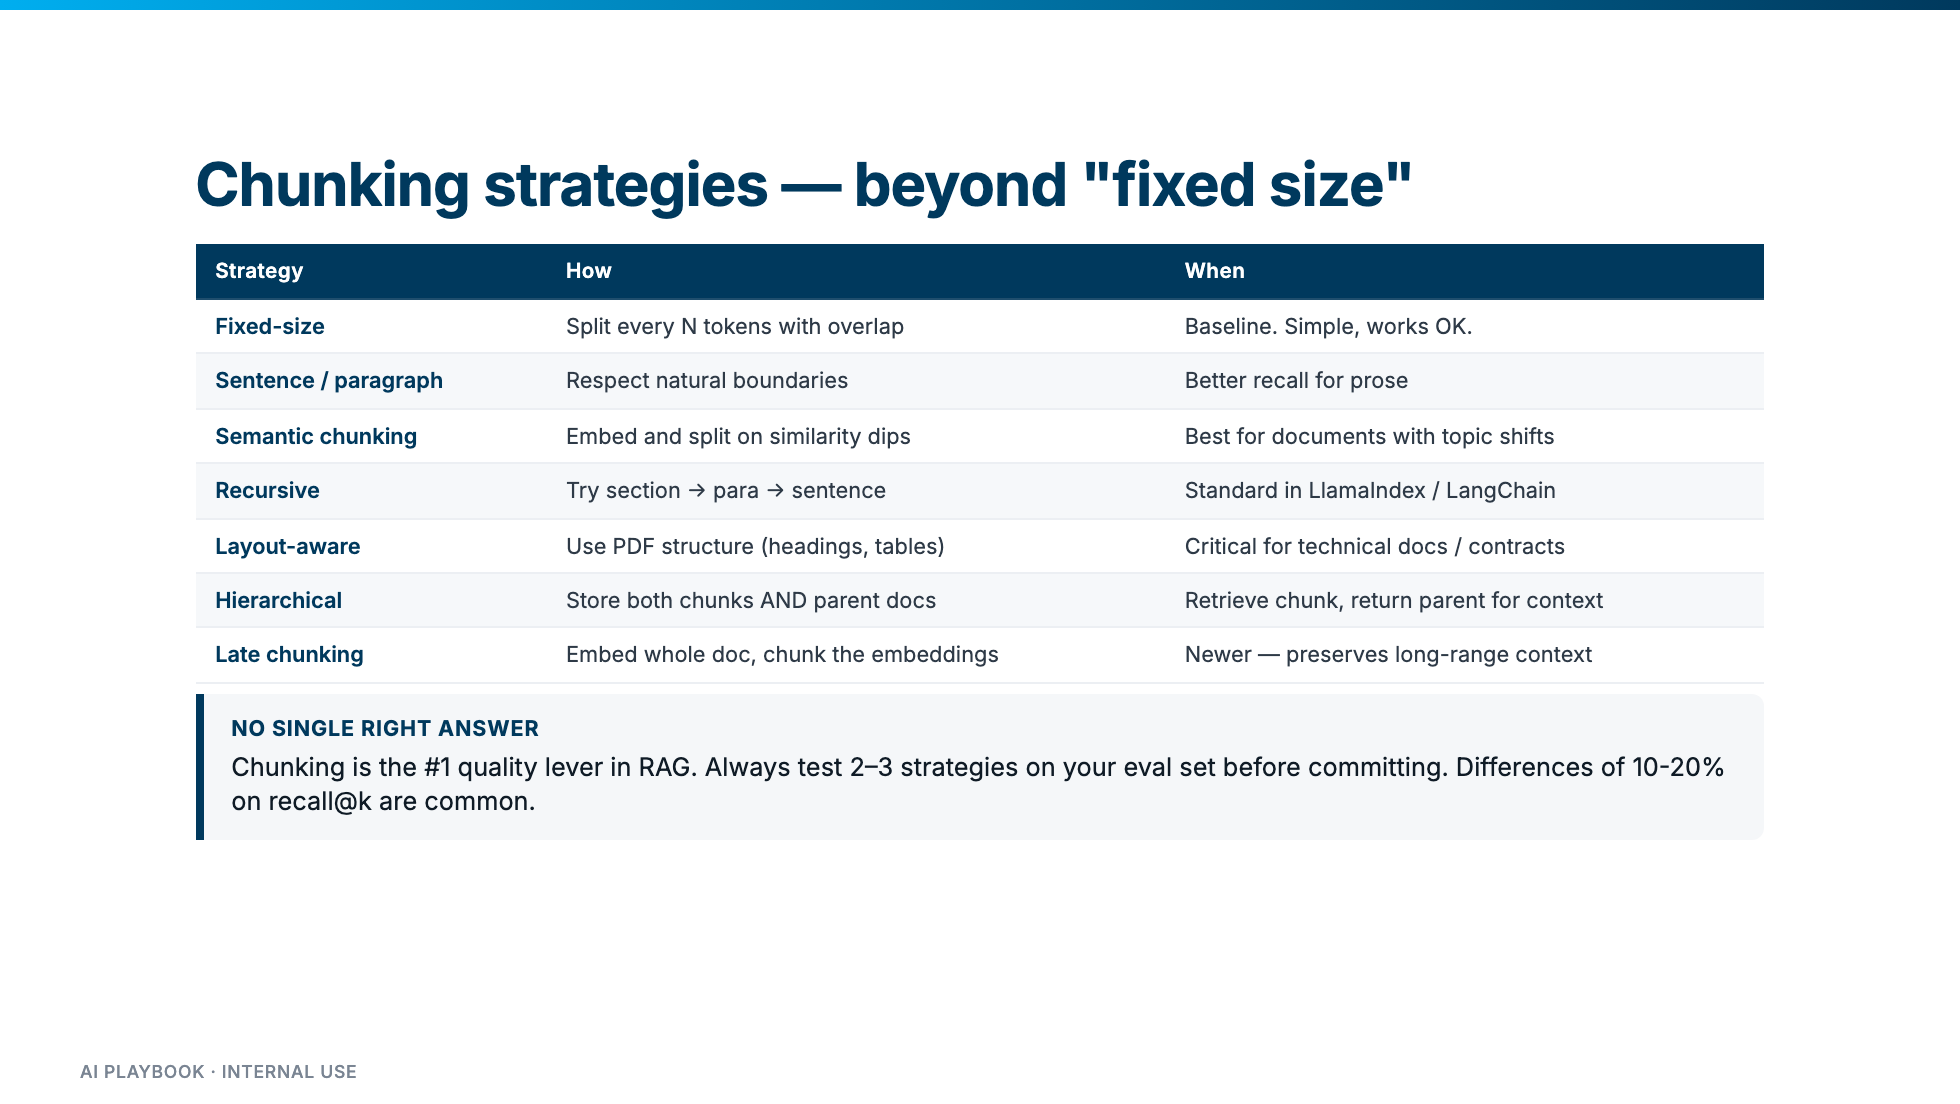 Chunking strategies — beyond "fixed size"
Strategy How When
Fixed-size Split every N tokens with overlap Baseline. Simple, works OK.
Sentence / paragraph Respect natural boundaries Better recall for prose
Semantic chunking Embed and split on similarity dips Best for documents with topic shifts
Recursive Try section → para → sentence Standard in LlamaIndex / LangChain
Layout-aware Use PDF structure (headings, tables) Critical for technical docs / contracts
Hierarchical Store both chunks AND parent docs Retrieve chunk, return parent for context
Late chunking Embed whole doc, chunk the embeddings Newer — preserves long-range context
NO SINGLE RIGHT ANSWER
Chunking is the #1 quality lever in RAG. Always test 2–3 strategies on your eval set before committing. Differences of 10-20%
on recall@k are common.
AI PLAYBOOK · INTERNAL USE